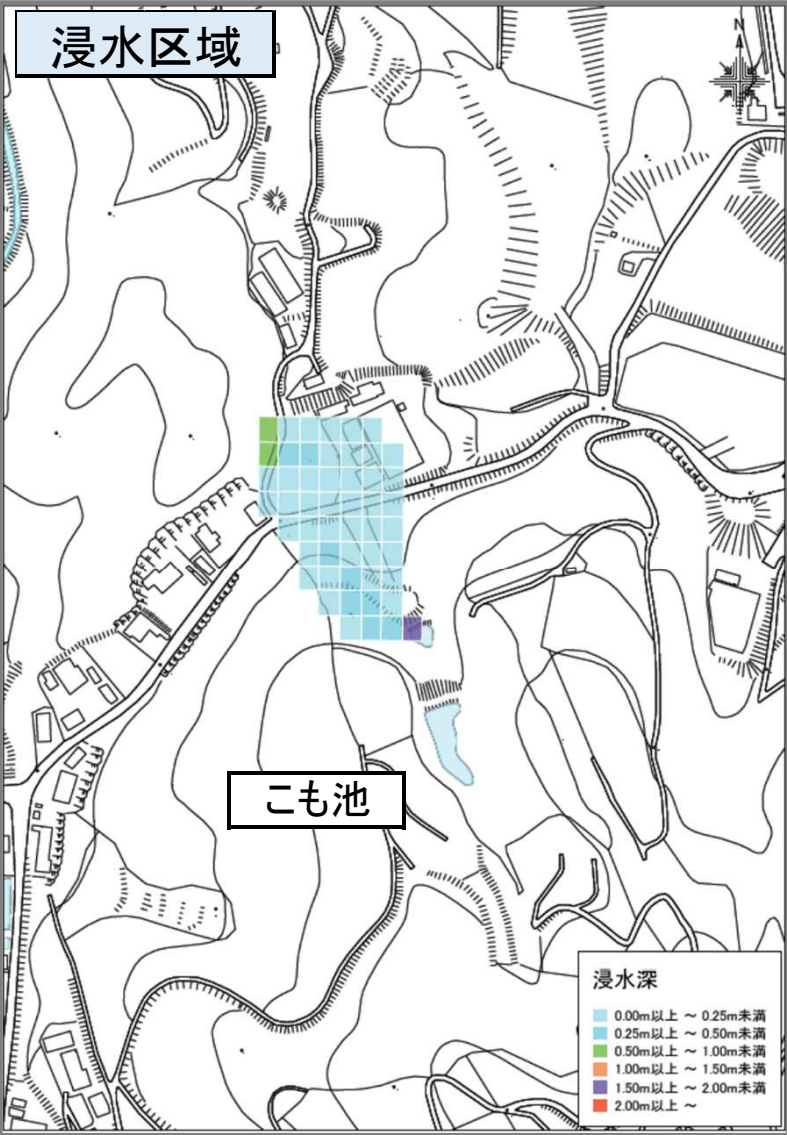 浸水区域
N
こも池
浸水深
0.00m以上 ～ 0.25m未満
0.25m以上 ～ 0.50m未満
0.50m以上 ～ 1.00m未満
1.00m以上 ～ 1.50m未満
1.50m以上 ～ 2.00m未満
2.00m以上 ～